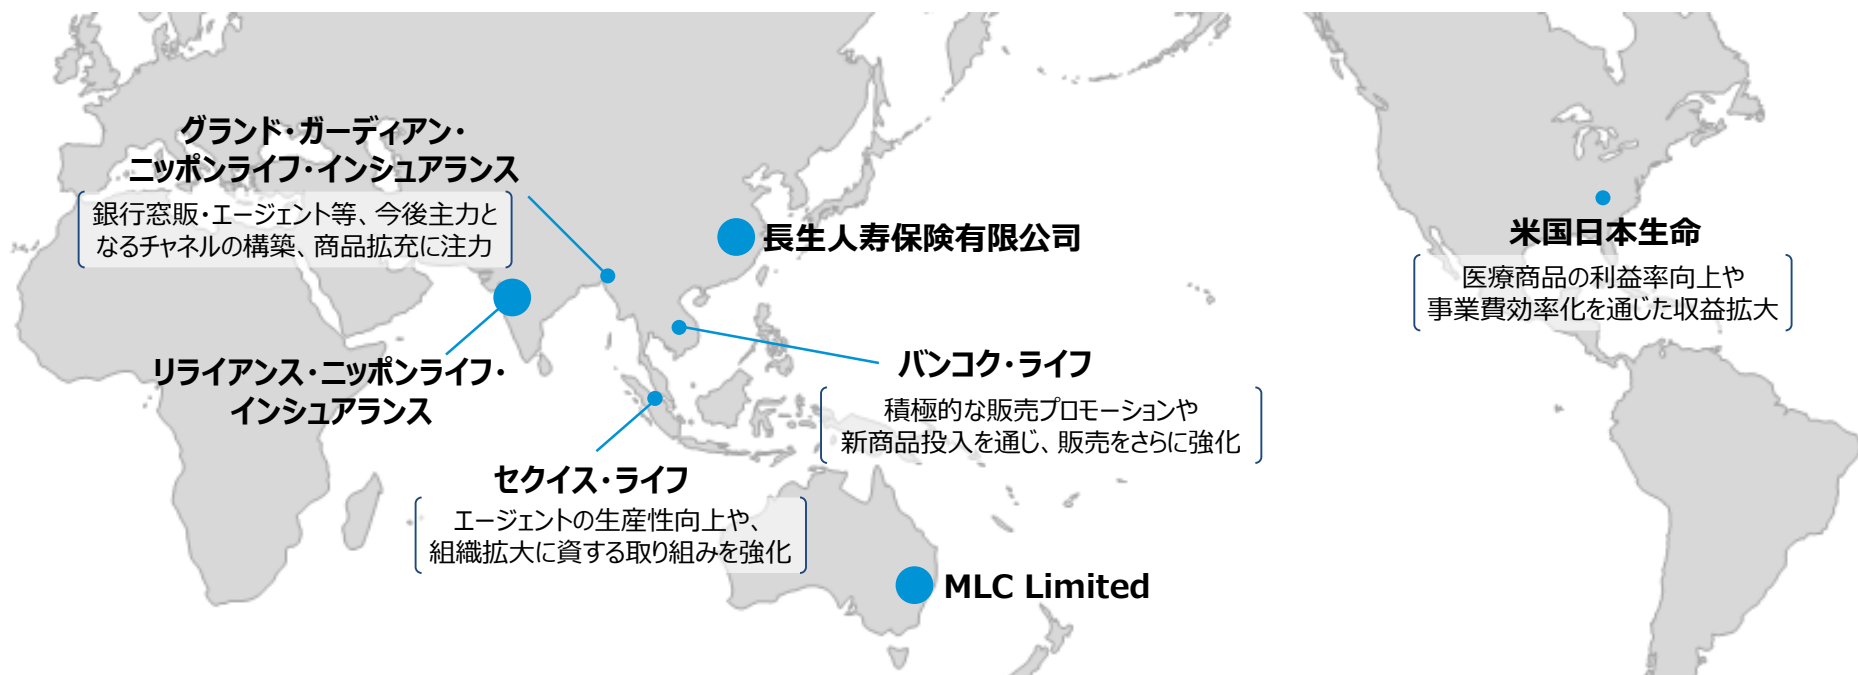 グランド・ガーディアン・
ニッポンライフ・インシュアランス
銀行窓販・エージェント等、今後主力と
なるチャネルの構築、商品拡充に注力
長生人寿保険有限公司
米国日本生命
医療商品の利益率向上や
事業費効率化を通じた収益拡大
リライアンス・ニッポンライフ・
インシュアランス
バンコク・ライフ
積極的な販売プロモーションや
新商品投入を通じ、販売をさらに強化
セクイス・ライフ
エージェントの生産性向上や、
組織拡大に資する取り組みを強化
MLC Limited